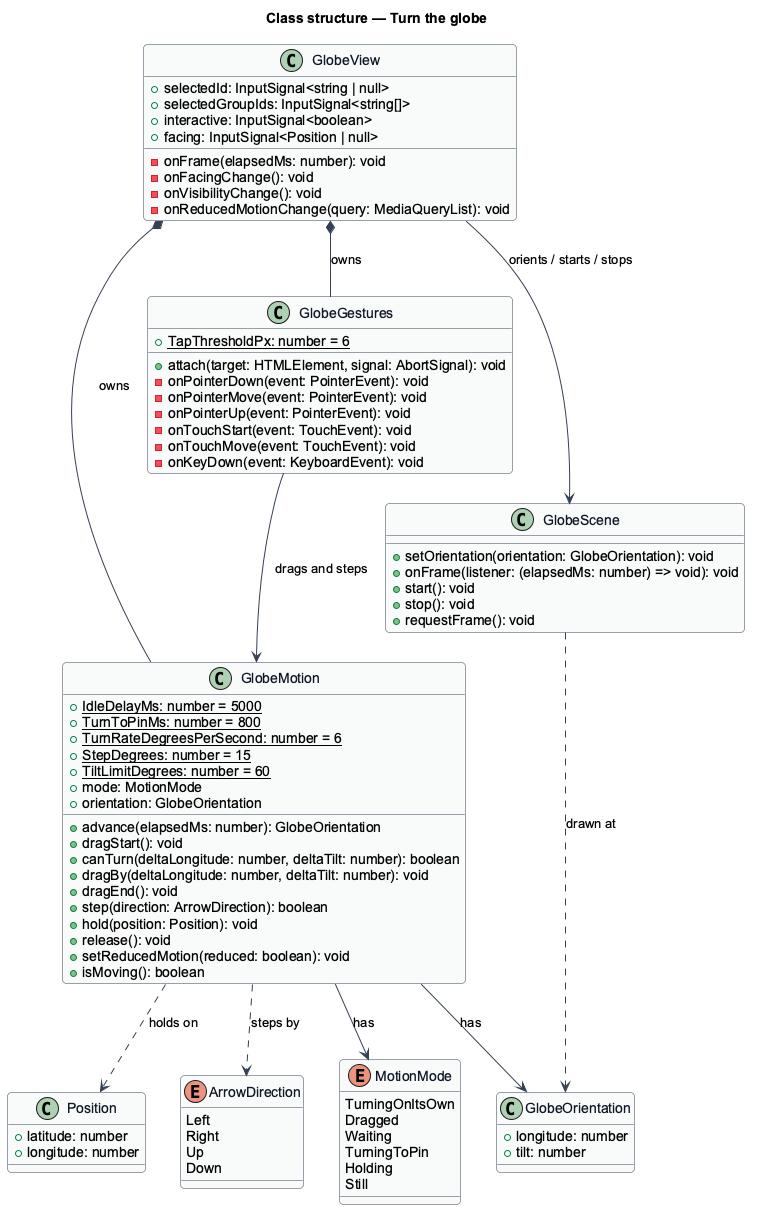 Class structure — Turn the globe
C GlobeView
selectedId: InputSignal<string | null>
selectedGroupIds: InputSignal<string[]>
interactive: InputSignal<boolean>
facing: InputSignal<Position | null>
onFrame(elapsedMs: number): void
onFacingChange(): void
onVisibilityChange(): void
onReducedMotionChange(query: MediaQueryList): void
owns
orients / starts / stops
C GlobeGestures
TapThresholdPx: number = 6
attach(target: HTMLElement, signal: AbortSignal): void
onPointerDown(event: PointerEvent): void
onPointerMove(event: PointerEvent): void
onPointerUp(event: PointerEvent): void
onTouchStart(event: TouchEvent): void
onTouchMove(event: TouchEvent): void
onKeyDown(event: KeyboardEvent): void
owns
C GlobeScene
setOrientation(orientation: GlobeOrientation): void
onFrame(listener: (elapsedMs: number) => void): void
start(): void
stop(): void
requestFrame(): void
drags and steps
C GlobeMotion
IdleDelayMs: number = 5000
TurnToPinMs: number = 800
TurnRateDegreesPerSecond: number = 6
StepDegrees: number = 15
TiltLimitDegrees: number = 60
mode: MotionMode
orientation: GlobeOrientation
advance(elapsedMs: number): GlobeOrientation
dragStart(): void
canTurn(deltaLongitude: number, deltaTilt: number): boolean
dragBy(deltaLongitude: number, deltaTilt: number): void
dragEnd(): void
step(direction: ArrowDirection): boolean
hold(position: Position): void
release(): void
setReducedMotion(reduced: boolean): void
isMoving(): boolean
drawn at
holds on
steps by
has
has
C Position
latitude: number
longitude: number
E ArrowDirection
Left
Right
Up
Down
E MotionMode
TurningOnItsOwn
Dragged
Waiting
TurningToPin
Holding
Still
C GlobeOrientation
longitude: number
tilt: number